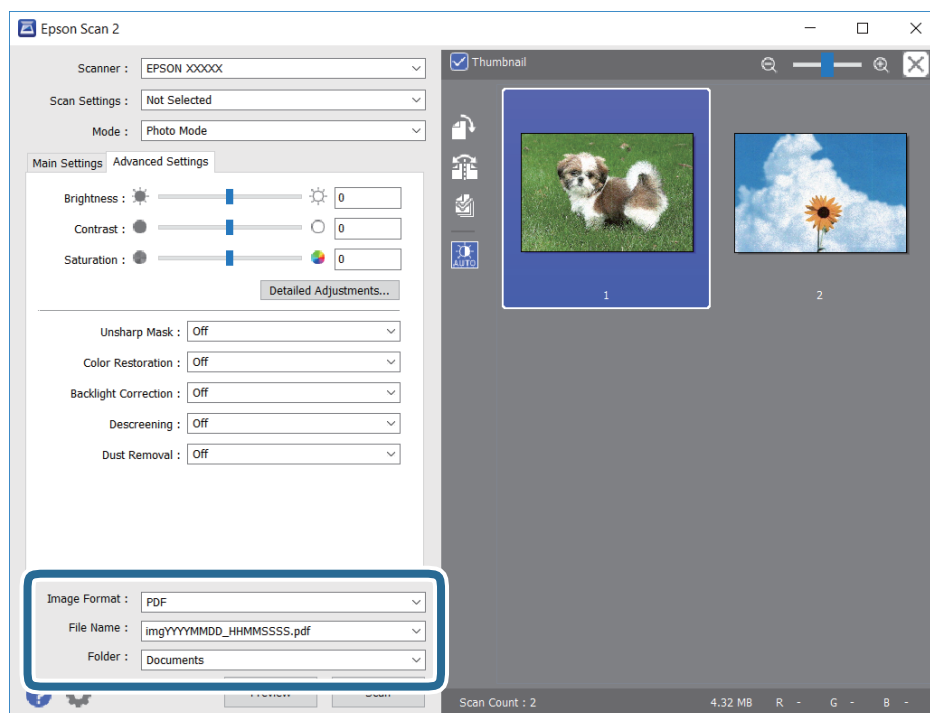 Epson Scan 2
Scanner : EPSON XXXXX
Scan Settings : Not Selected
Mode : Photo Mode
Main Settings Advanced Settings
Brightness : 0
Contrast : 0
Saturation : 0
Detailed Adjustments...
Unsharp Mask : Off
Color Restoration : Off
Backlight Correction : Off
Descreening : Off
Dust Removal : Off
Image Format : PDF
File Name : imgYYYYMMDD_HHMMSSSS.pdf
Folder : Documents
? Preview Scan
Thumbnail
AUTO
1 2
Scan Count : 2 4.32 MB R - G - B -